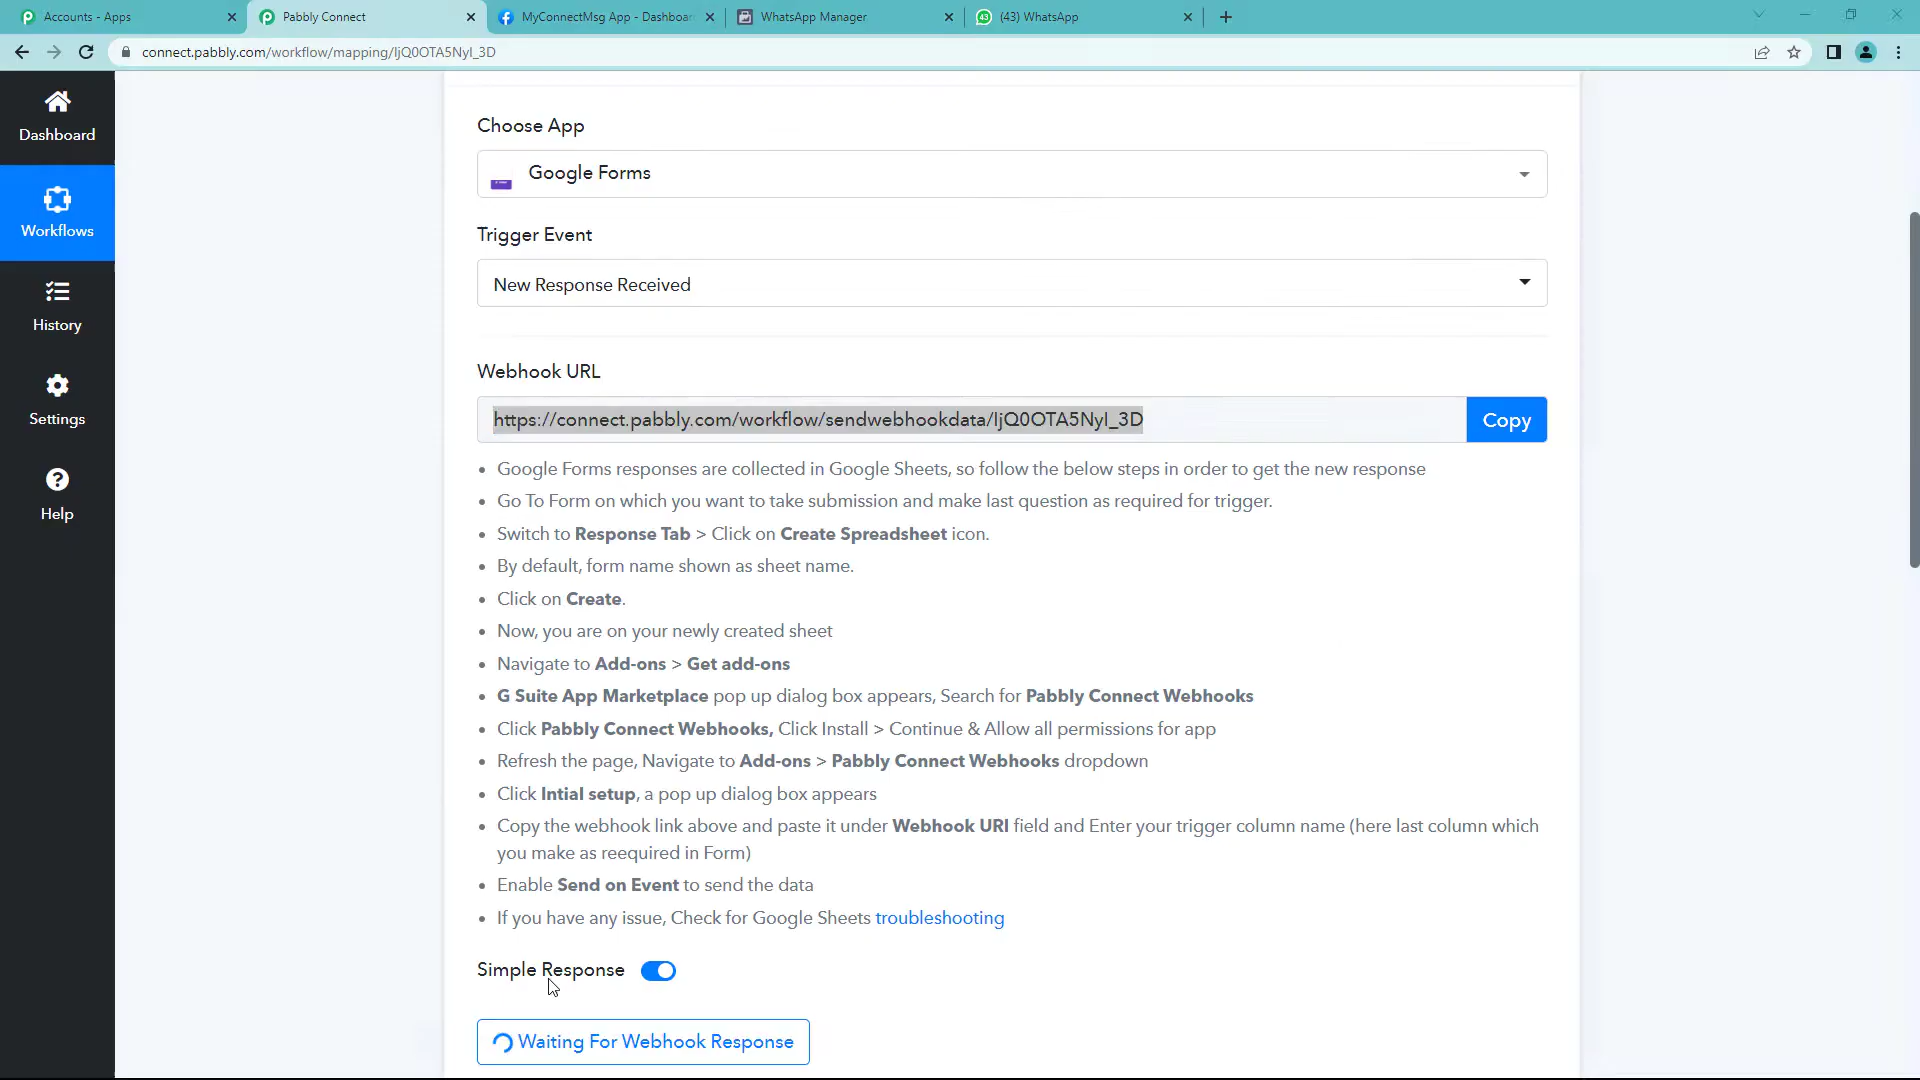 Accounts - Apps
Pabbly Connect
MyConnectMsg App - Dashboar
WhatsApp Manager
(43) WhatsApp
connect.pabbly.com/workflow/mapping/IjQ0OTA5NyI_3D
Dashboard
Workflows
History
Settings
Help
Choose App
Google Forms
Trigger Event
New Response Received
Webhook URL
https://connect.pabbly.com/workflow/sendwebhookdata/IjQ0OTA5NyI_3D
Copy
Google Forms responses are collected in Google Sheets, so follow the below steps in order to get the new response
Go To Form on which you want to take submission and make last question as required for trigger.
Switch to Response Tab > Click on Create Spreadsheet icon.
By default, form name shown as sheet name.
Click on Create.
Now, you are on your newly created sheet
Navigate to Add-ons > Get add-ons
G Suite App Marketplace pop up dialog box appears, Search for Pabbly Connect Webhooks
Click Pabbly Connect Webhooks, Click Install > Continue & Allow all permissions for app
Refresh the page, Navigate to Add-ons > Pabbly Connect Webhooks dropdown
Click Intial setup, a pop up dialog box appears
Copy the webhook link above and paste it under Webhook URI field and Enter your trigger column name (here last column which
you make as reequired in Form)
Enable Send on Event to send the data
If you have any issue, Check for Google Sheets troubleshooting
Simple Response
Waiting For Webhook Response